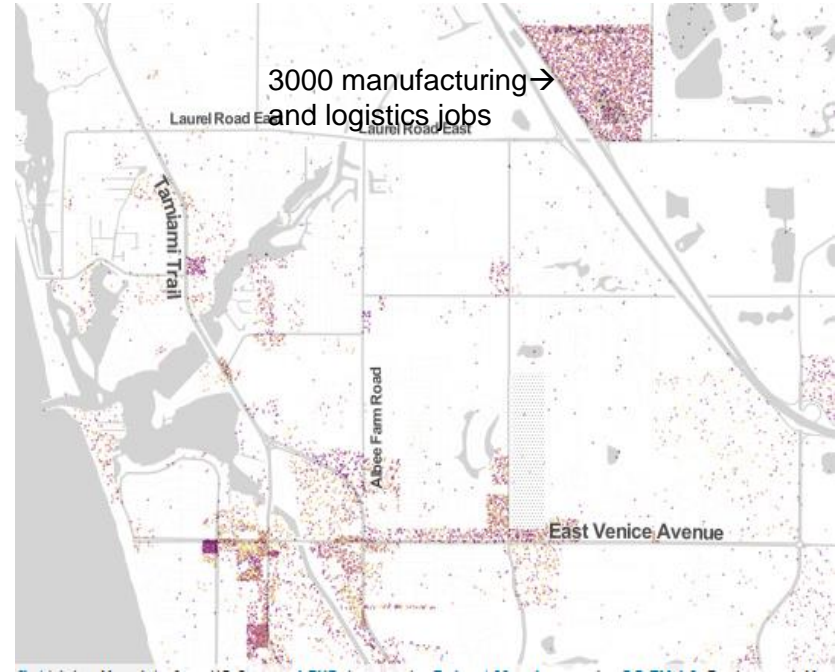 3000 manufacturing→
and logistics jobs
Laurel Road East
Laurel Road East
Tamiami Trail
Albee Farm Road
East Venice Avenue